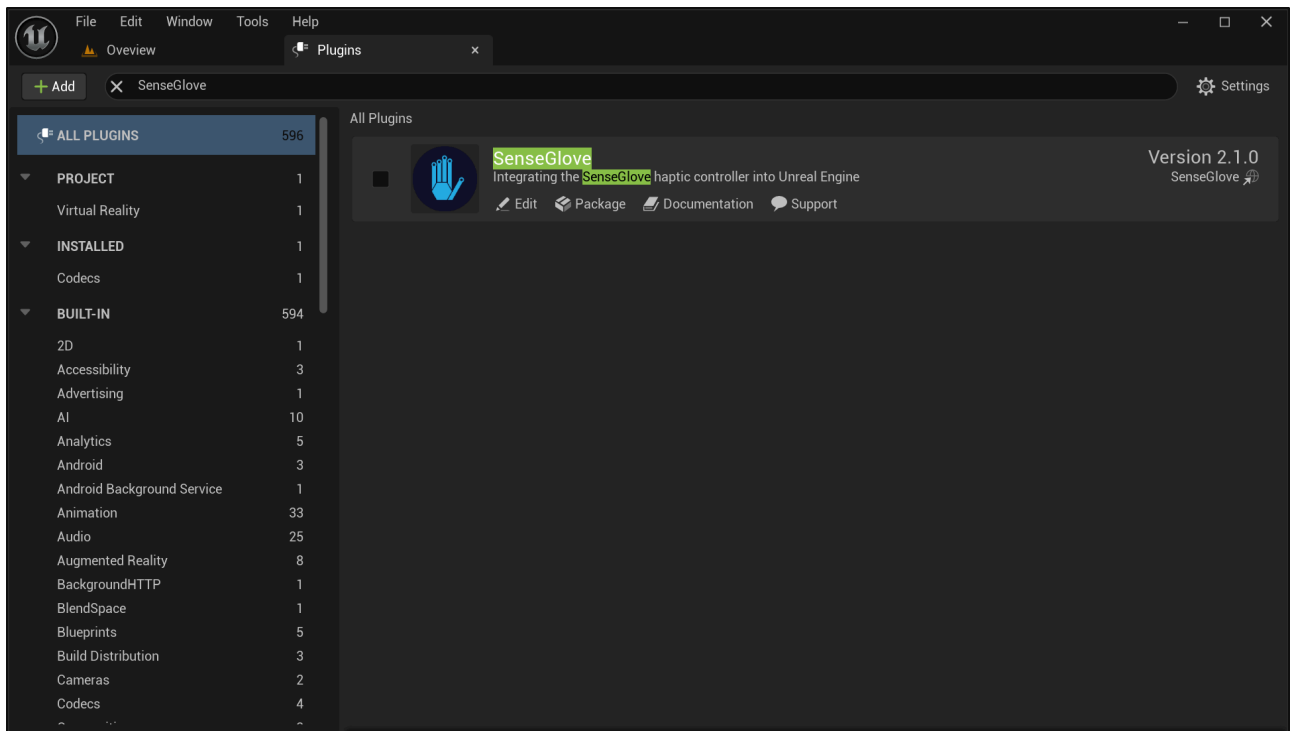 File Edit Window Tools Help
Oveview Plugins
Add SenseGlove Settings
ALL PLUGINS 596
PROJECT 1
Virtual Reality 1
INSTALLED 1
Codecs 1
BUILT-IN 594
2D 1
Accessibility 3
Advertising 1
AI 10
Analytics 5
Android 3
Android Background Service 1
Animation 33
Audio 25
Augmented Reality 8
BackgroundHTTP 1
BlendSpace 1
Blueprints 5
Build Distribution 3
Cameras 2
Codecs 4
All Plugins
SenseGlove Version 2.1.0
Integrating the SenseGlove haptic controller into Unreal Engine SenseGlove
Edit Package Documentation Support